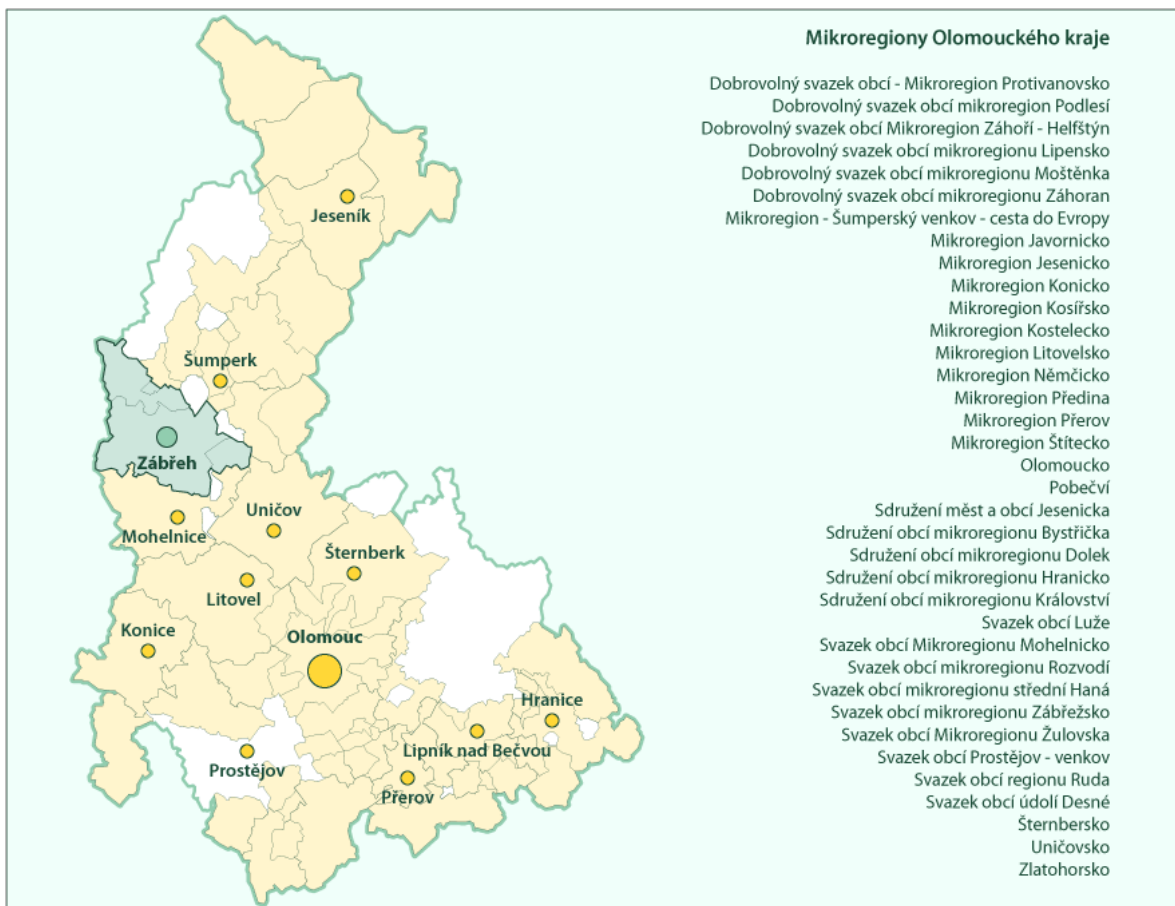 Mikroregiony Olomouckého kraje
Dobrovolný svazek obcí - Mikroregion Protivanovsko
Dobrovolný svazek obcí mikroregion Podlesí
Dobrovolný svazek obcí Mikroregion Záhoří - Helfštýn
Dobrovolný svazek obcí mikroregionu Lipensko
Dobrovolný svazek obcí mikroregionu Moštěnka
Dobrovolný svazek obcí mikroregionu Záhoran
Mikroregion - Šumperský venkov - cesta do Evropy
Mikroregion Javornicko
Mikroregion Jesenicko
Mikroregion Konicko
Mikroregion Kosířsko
Mikroregion Kostelecko
Mikroregion Litovelsko
Mikroregion Němčicko
Mikroregion Předina
Mikroregion Přerov
Mikroregion Štítecko
Olomoucko
Pobečví
Sdružení měst a obcí Jesenicka
Sdružení obcí mikroregionu Bystřička
Sdružení obcí mikroregionu Dolek
Sdružení obcí mikroregionu Hranicko
Sdružení obcí mikroregionu Království
Svazek obcí Luže
Svazek obcí Mikroregionu Mohelnicko
Svazek obcí mikroregionu Rozvodí
Svazek obcí mikroregionu střední Haná
Svazek obcí mikroregionu Zábřežsko
Svazek obcí Mikroregionu Žulovska
Svazek obcí Prostějov - venkov
Svazek obcí regionu Ruda
Svazek obcí údolí Desné
Šternbersko
Uničovsko
Zlatohorsko
Jeseník
Šumperk
Zábřeh
Uničov
Mohelnice
Šternberk
Litovel
Konice
Olomouc
Hranice
Lipník nad Bečvou
Prostějov
Přerov